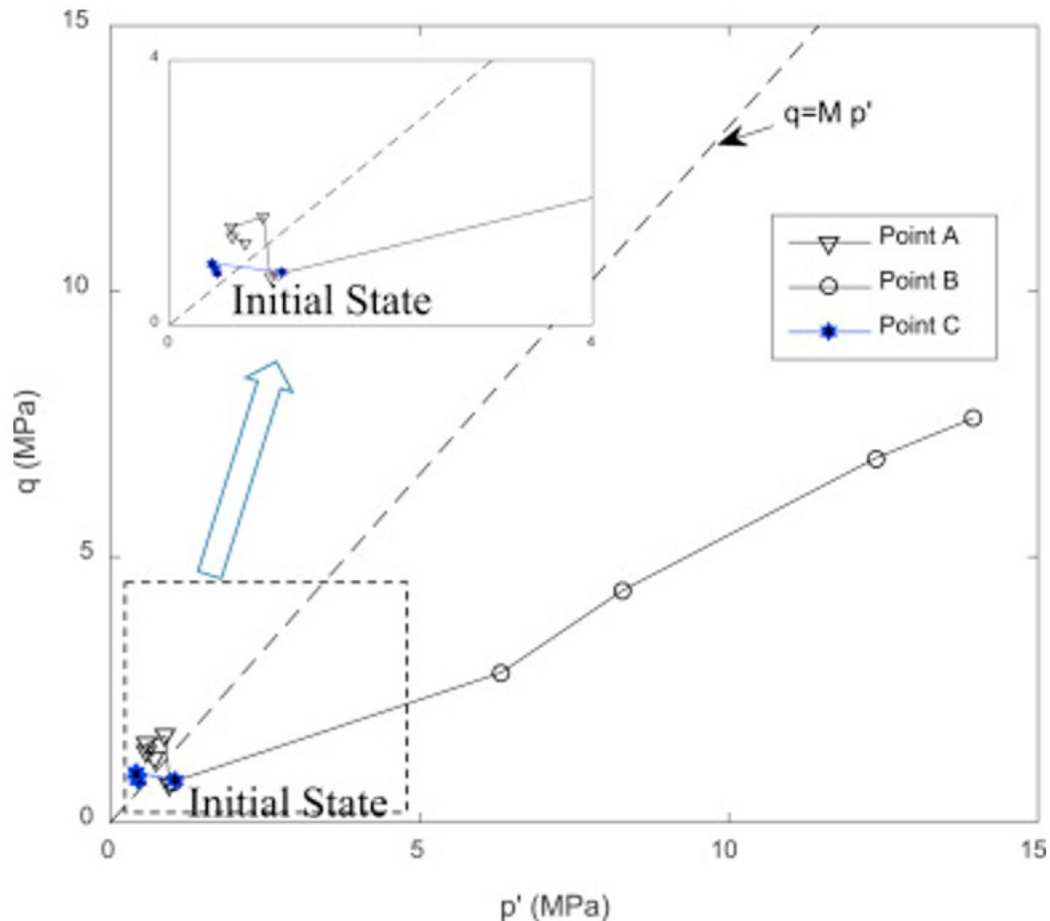 15
4
q=M p'
Point A
Point B
Point C
Initial State
0
0
4
10
q (MPa)
5
Initial State
0
0
5
10
15
p' (MPa)